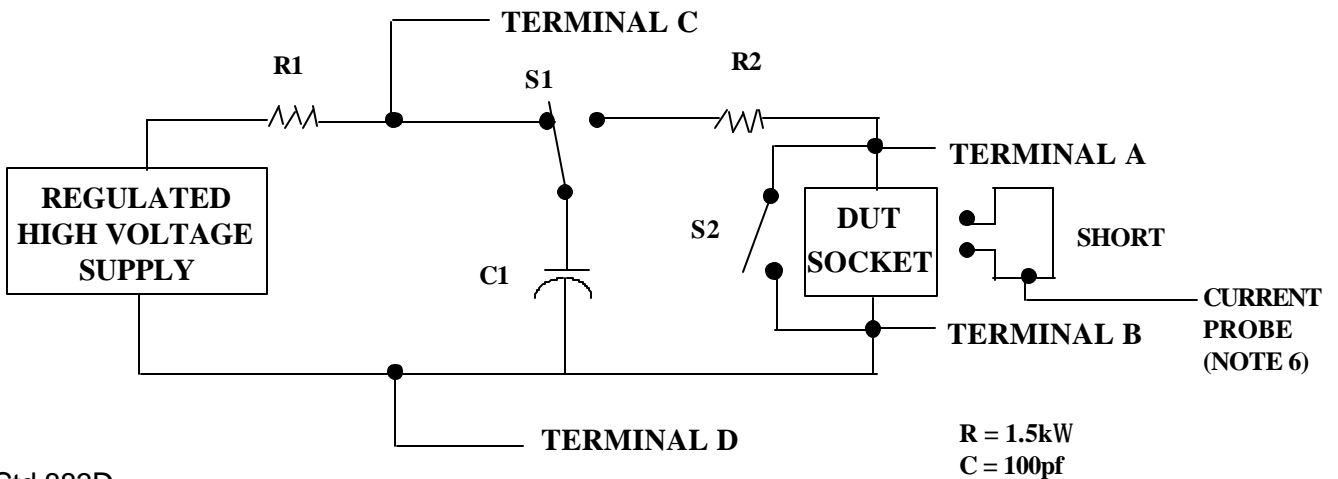 TERMINAL C
R1
S1
R2
TERMINAL A
REGULATED
HIGH VOLTAGE
SUPPLY
DUT
SOCKET
S2
SHORT
C1
CURRENT
PROBE
(NOTE 6)
TERMINAL B
TERMINAL D
R = 1.5kW
C = 100pf